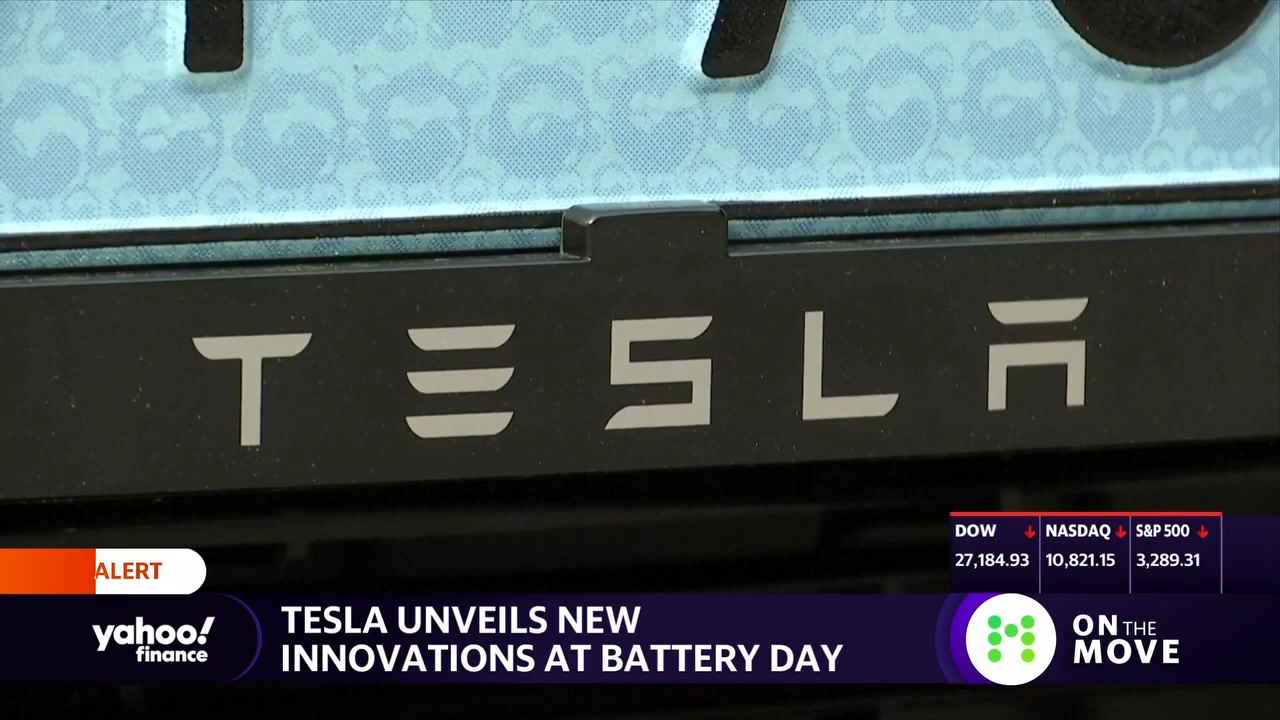 TESLA
DOW NASDAQ S&P 500
27,184.93 10,821.15 3,289.31
ALERT
yahoo!
finance
TESLA UNVEILS NEW
INNOVATIONS AT BATTERY DAY
ON THE
MOVE